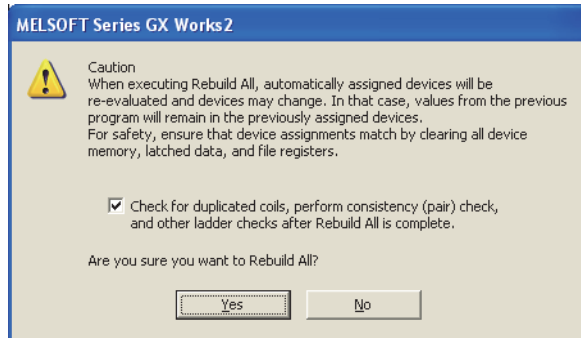 MELSOFT Series GX Works2
Caution
When executing Rebuild All, automatically assigned devices will be
re-evaluated and devices may change. In that case, values from the previous
program will remain in the previously assigned devices.
For safety, ensure that device assignments match by clearing all device
memory, latched data, and file registers.
Check for duplicated coils, perform consistency (pair) check,
and other ladder checks after Rebuild All is complete.
Are you sure you want to Rebuild All?
Yes No